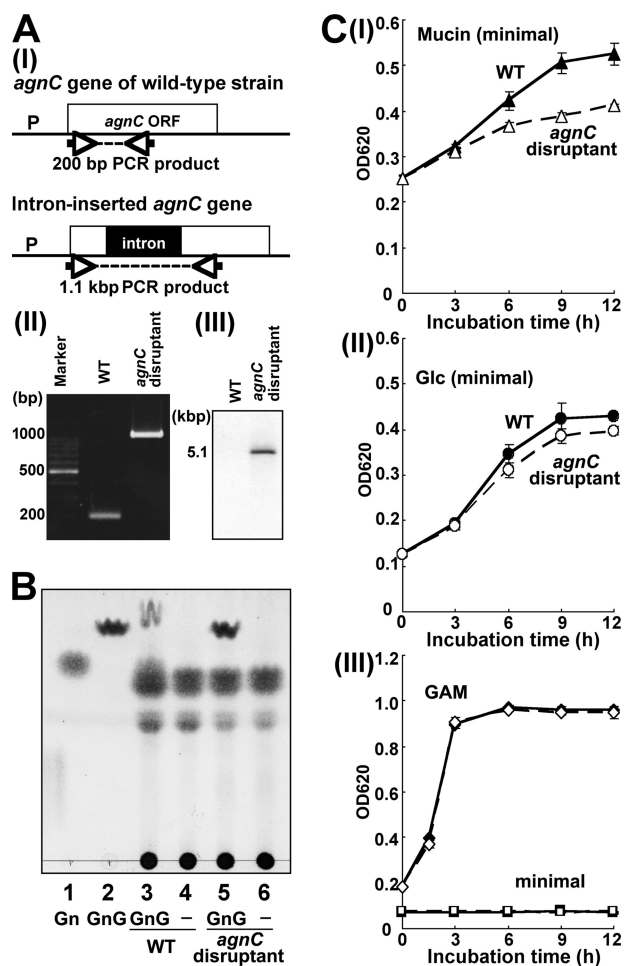 A
(I)
agnC gene of wild-type strain
P
agnC ORF
200 bp PCR product
Intron-inserted agnC gene
P
intron
1.1 kbp PCR product
(II)
Marker
WT
agnC
disruptant
(bp)
1000
500
200
(III)
WT
agnC
disruptant
(kbp)
5.1
B
1 2 3 4 5 6
Gn GnG GnG – GnG –
WT
agnC
disruptant
C
(I)
Mucin (minimal)
WT
agnC
disruptant
OD620
0.6
0.5
0.4
0.3
0.2
0.1
0
0 3 6 9 12
Incubation time (h)
(II)
Glc (minimal)
WT
agnC
disruptant
OD620
0.6
0.5
0.4
0.3
0.2
0.1
0
0 3 6 9 12
Incubation time (h)
(III)
GAM
minimal
OD620
1.2
1.0
0.8
0.6
0.4
0.2
0
0 3 6 9 12
Incubation time (h)